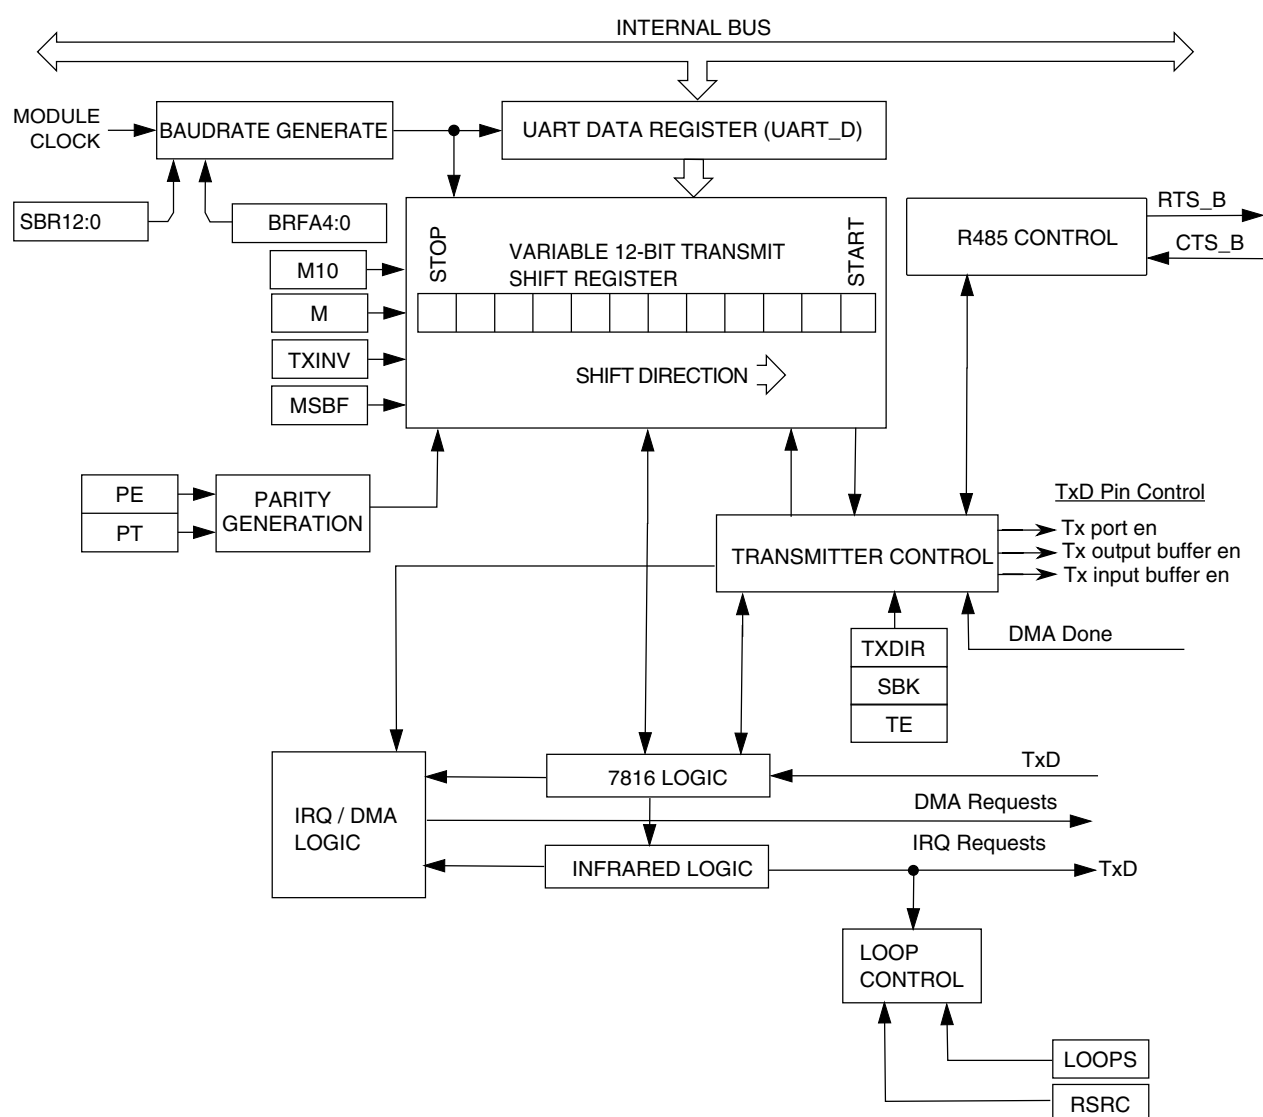 INTERNAL BUS
MODULE
CLOCK
BAUDRATE GENERATE
UART DATA REGISTER (UART_D)
SBR12:0
BRFA4:0
RTS_B
R485 CONTROL
CTS_B
STOP
VARIABLE 12-BIT TRANSMIT
SHIFT REGISTER
START
M10
M
TXINV
SHIFT DIRECTION
MSBF
PE
PT
PARITY
GENERATION
TxD Pin Control
Tx port en
Tx output buffer en
Tx input buffer en
TRANSMITTER CONTROL
DMA Done
TXDIR
SBK
TE
7816 LOGIC
TxD
IRQ / DMA
LOGIC
DMA Requests
IRQ Requests
INFRARED LOGIC
TxD
LOOP
CONTROL
LOOPS
RSRC